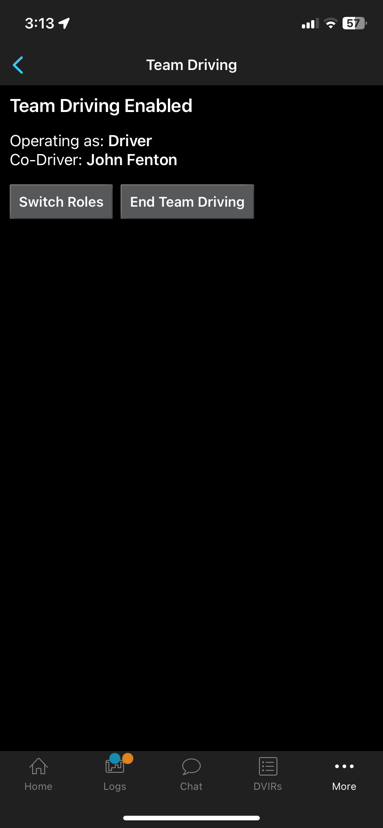 3:13
57
Team Driving
Team Driving Enabled
Operating as: Driver
Co-Driver: John Fenton
Switch Roles
End Team Driving
Home
Logs
Chat
DVIRs
More